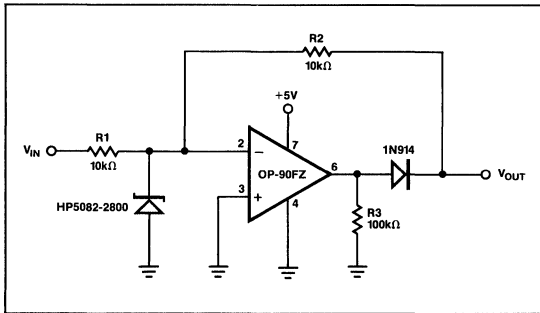 R2
10kΩ
+5V
R1
10kΩ
VIN
2
−
7
OP-90FZ
6
1N914
VOUT
3
+
4
HP5082-2800
R3
100kΩ